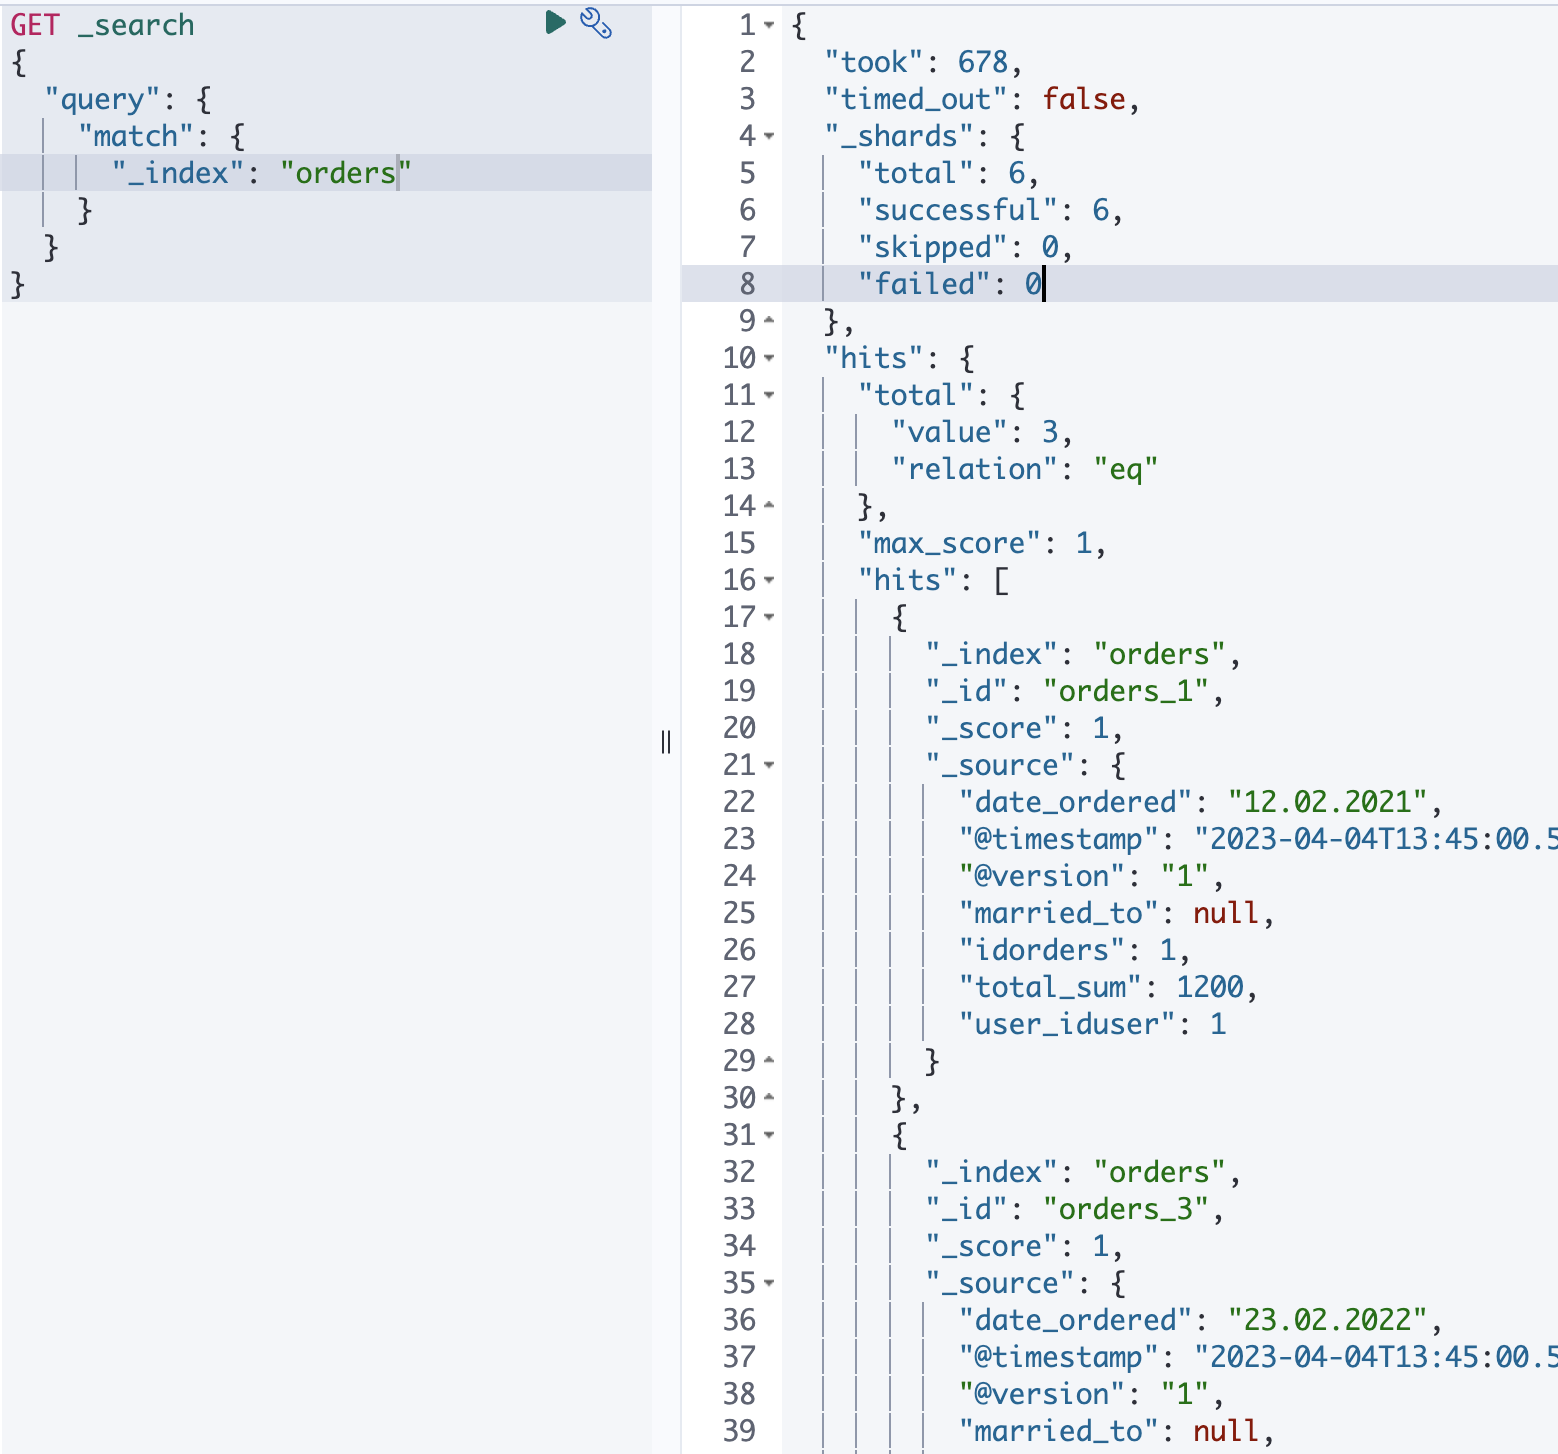 GET _search
{
  "query": {
    "match": {
      "_index": "orders"
    }
  }
}
1 {
2   "took": 678,
3   "timed_out": false,
4   "_shards": {
5     "total": 6,
6     "successful": 6,
7     "skipped": 0,
8     "failed": 0
9   },
10   "hits": {
11     "total": {
12       "value": 3,
13       "relation": "eq"
14     },
15     "max_score": 1,
16     "hits": [
17       {
18         "_index": "orders",
19         "_id": "orders_1",
20         "_score": 1,
21         "_source": {
22           "date_ordered": "12.02.2021",
23           "@timestamp": "2023-04-04T13:45:00.5
24           "@version": "1",
25           "married_to": null,
26           "idorders": 1,
27           "total_sum": 1200,
28           "user_iduser": 1
29         }
30       },
31       {
32         "_index": "orders",
33         "_id": "orders_3",
34         "_score": 1,
35         "_source": {
36           "date_ordered": "23.02.2022",
37           "@timestamp": "2023-04-04T13:45:00.5
38           "@version": "1",
39           "married_to": null,